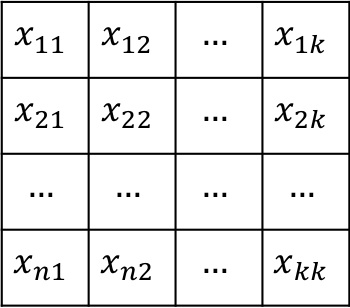 x₁₁ x₁₂ ... x₁ₖ
x₂₁ x₂₂ ... x₂ₖ
... ... ... ...
xₙ₁ xₙ₂ ... xₖₖ